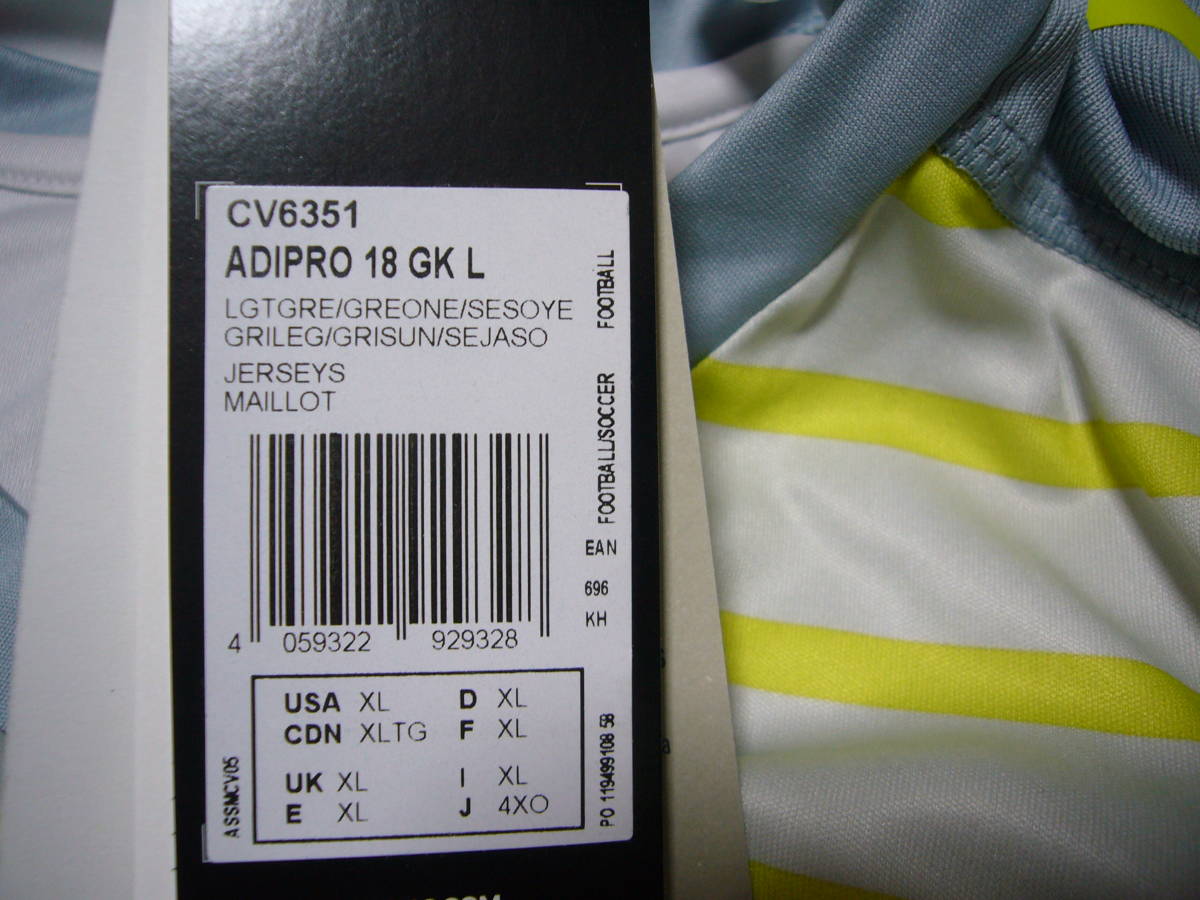 CV6351
ADIPRO 18 GK L
LGTGRE/GREONE/SESOYE
GRILEG/GRISUN/SEJASO
JERSEYS
MAILLOT
FOOTBALL/SOCCER FOOTBALL
EAN
696
KH
4 059322 929328
USA XL D XL
CDN XLTG F XL
UK XL I XL
E XL J 4XO
ASSMCV05
PO 119499108 58